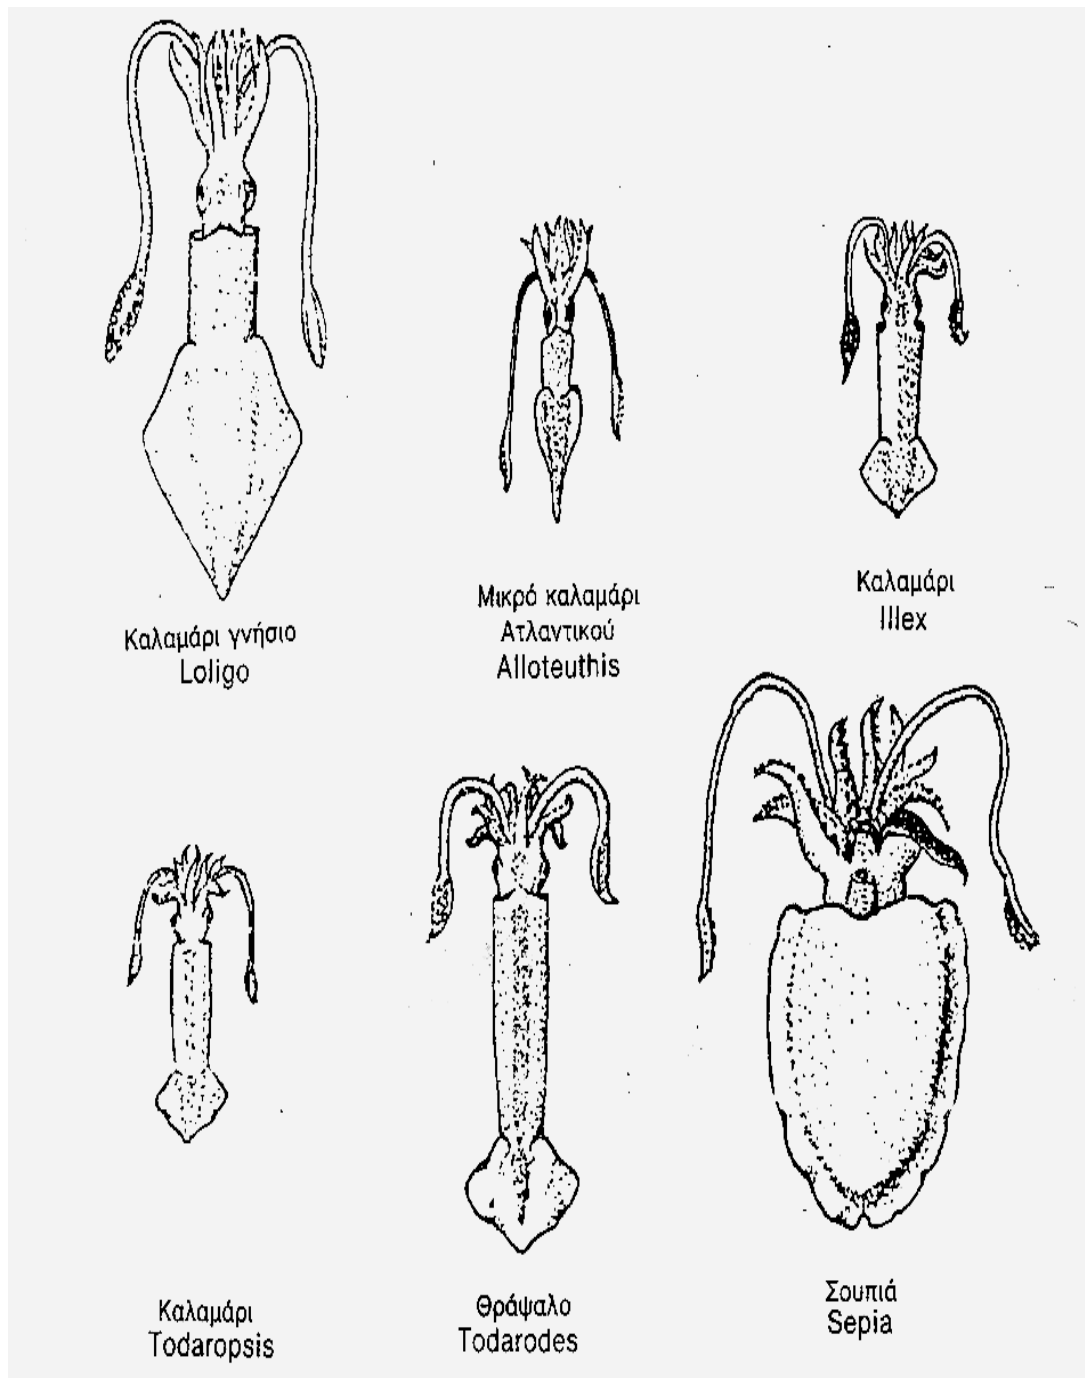 Καλαμάρι γνήσιο
Loligo
Μικρό καλαμάρι
Ατλαντικού
Alloteuthis
Καλαμάρι
Illex
Καλαμάρι
Todaropsis
Θράψαλο
Todarodes
Σουπιά
Sepia